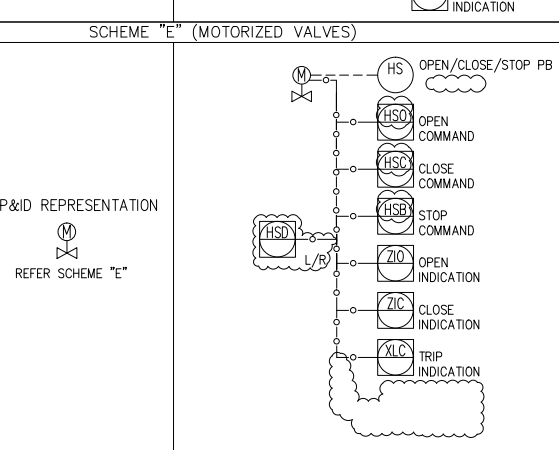 INDICATION
SCHEME "E" (MOTORIZED VALVES)
M
HS
OPEN/CLOSE/STOP PB
HSO
OPEN
COMMAND
HSC
CLOSE
COMMAND
P&ID REPRESENTATION
HSB
STOP
COMMAND
M
HSD
L/R
ZIO
OPEN
INDICATION
REFER SCHEME "E"
ZIC
CLOSE
INDICATION
XLC
TRIP
INDICATION